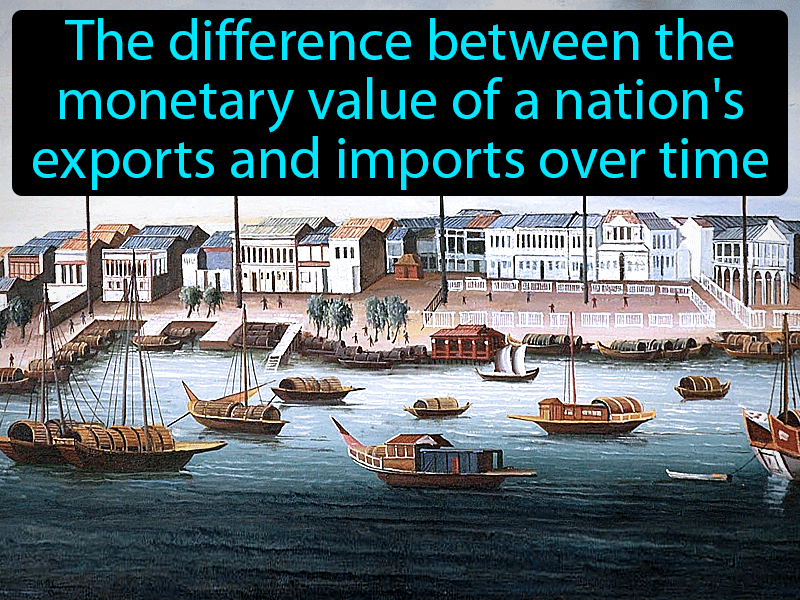 The difference between the
monetary value of a nation's
exports and imports over time